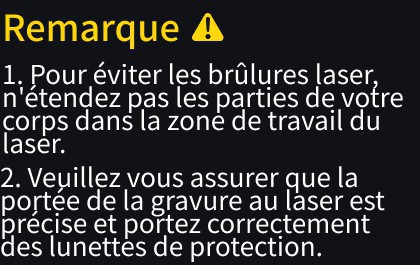 Remarque ⚠
1. Pour éviter les brûlures laser,
n'étendez pas les parties de votre
corps dans la zone de travail du
laser.
2. Veuillez vous assurer que la
portée de la gravure au laser est
précise et portez correctement
des lunettes de protection.